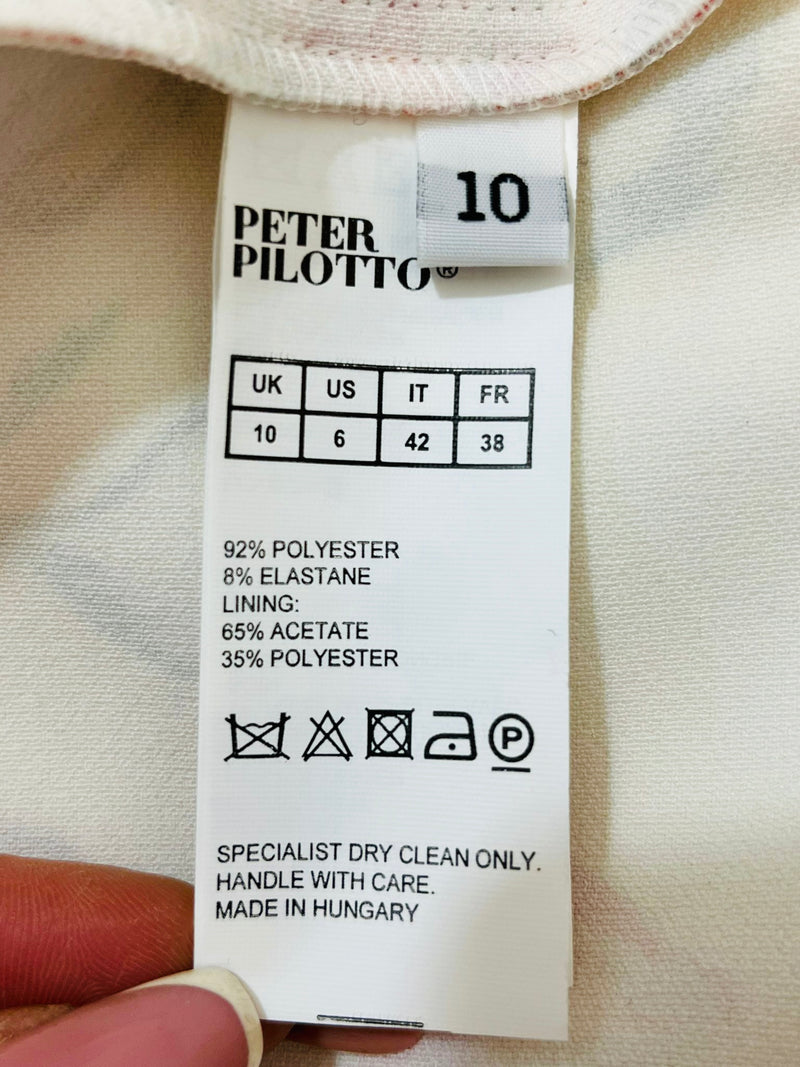 10
PETER
PILOTTO®
UK US IT FR
10 6 42 38
92% POLYESTER
8% ELASTANE
LINING:
65% ACETATE
35% POLYESTER
P
SPECIALIST DRY CLEAN ONLY.
HANDLE WITH CARE.
MADE IN HUNGARY